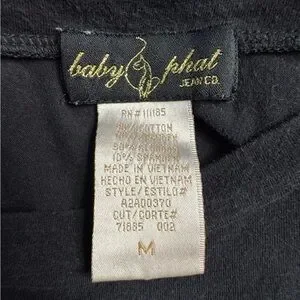 baby phat
JEAN CO.
RN# 111185
COTTON
10%
MADE IN VIETNAM
HECHO EN VIETNAM
STYLE/ESTILO#
A2A00370
CUT/CORTE#
71885 002
M